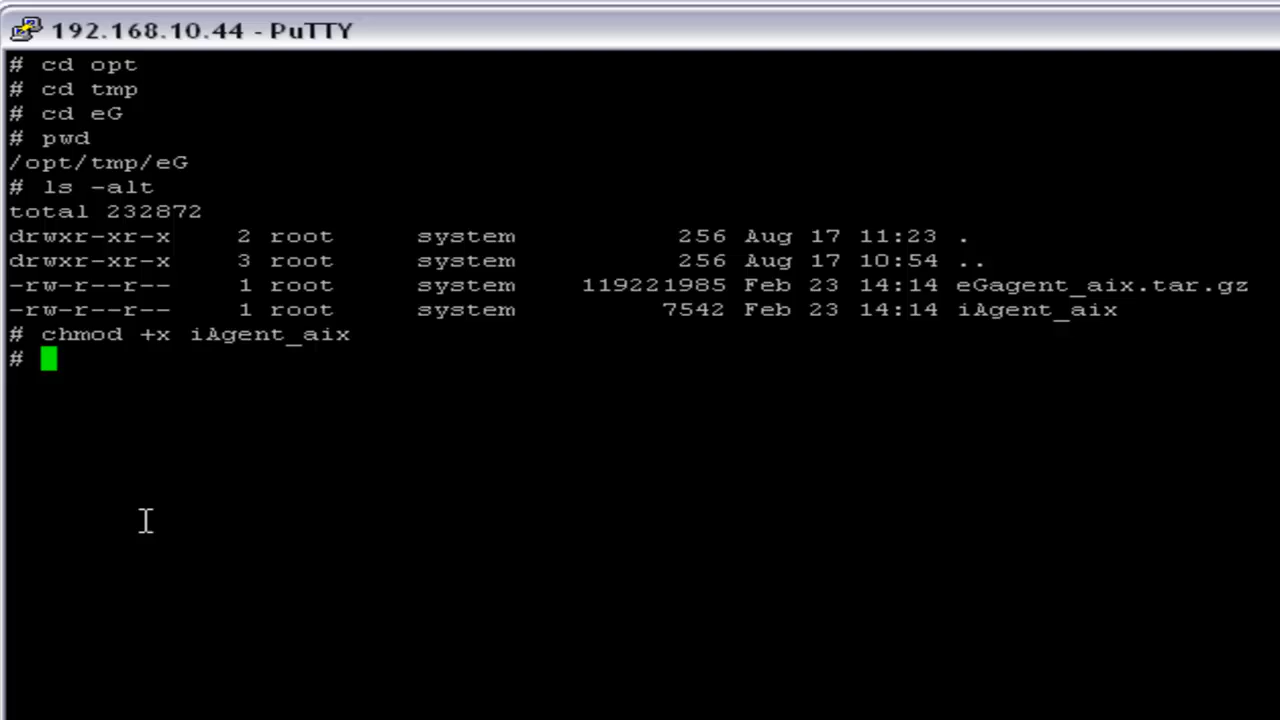 192.168.10.44 - PuTTY
# cd opt
# cd tmp
# cd eG
# pwd
/opt/tmp/eG
# ls -alt
total 232872
drwxr-xr-x 2 root system 256 Aug 17 11:23 .
drwxr-xr-x 3 root system 256 Aug 17 10:54 ..
-rw-r--r-- 1 root system 119221985 Feb 23 14:14 eGagent_aix.tar.gz
-rw-r--r-- 1 root system 7542 Feb 23 14:14 iAgent_aix
# chmod +x iAgent_aix
#